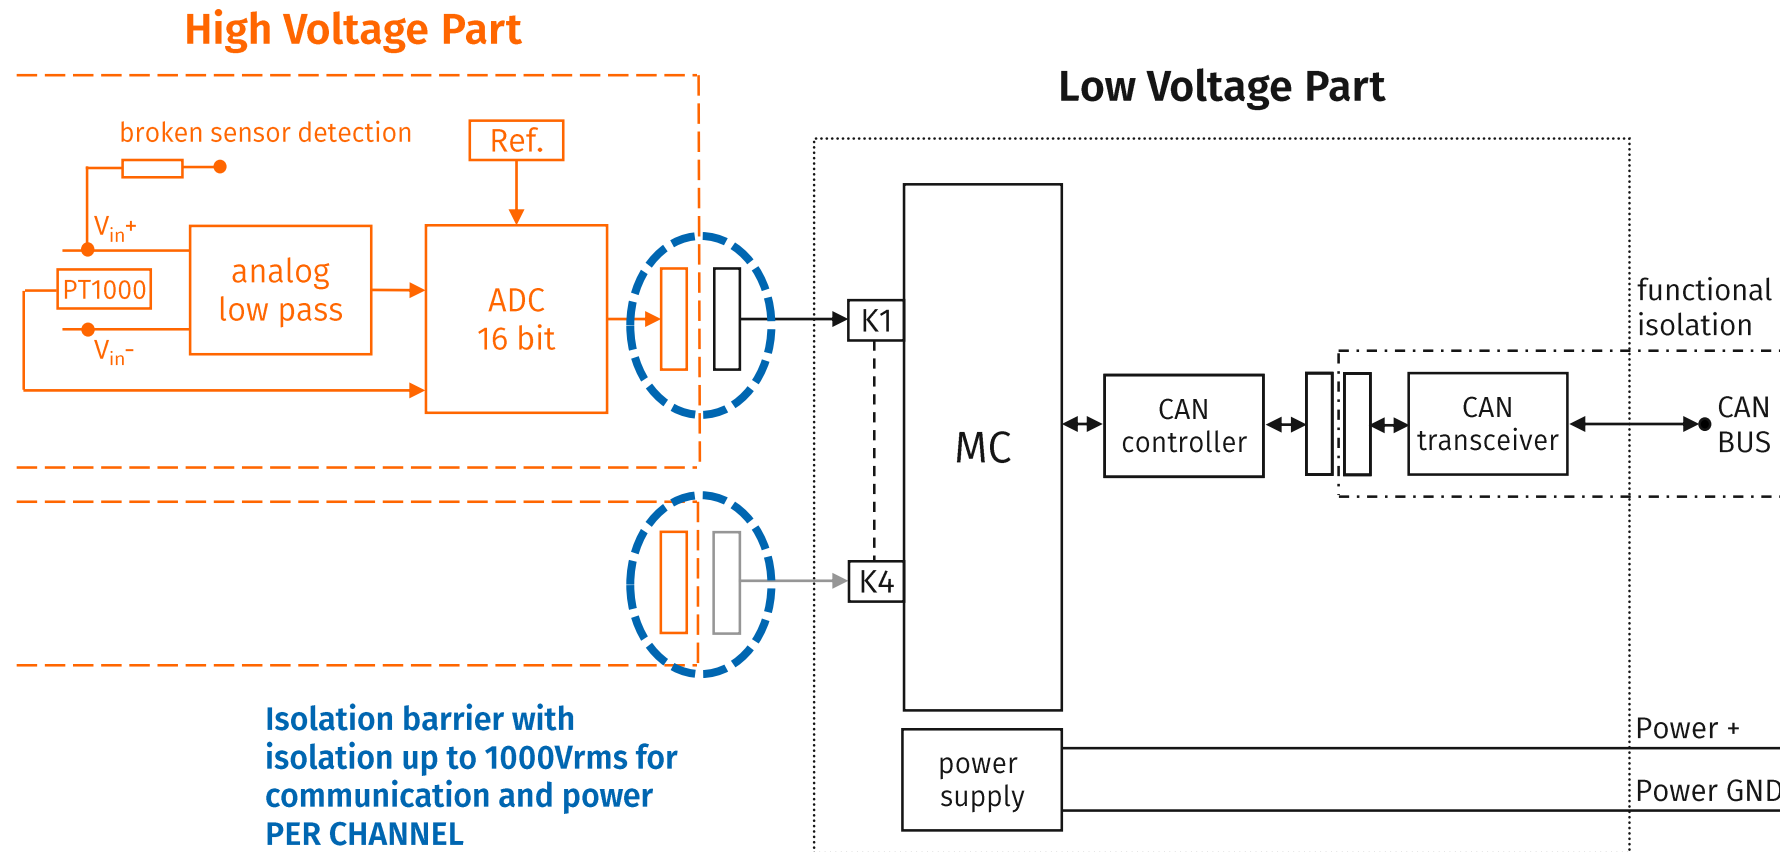 High Voltage Part
Low Voltage Part
broken sensor detection
Ref.
Vin+
PT1000
Vin-
analog
low pass
ADC
16 bit
K1
K4
MC
CAN
controller
CAN
transceiver
functional
isolation
CAN
BUS
Isolation barrier with
isolation up to 1000Vrms for
communication and power
PER CHANNEL
power
supply
Power +
Power GND